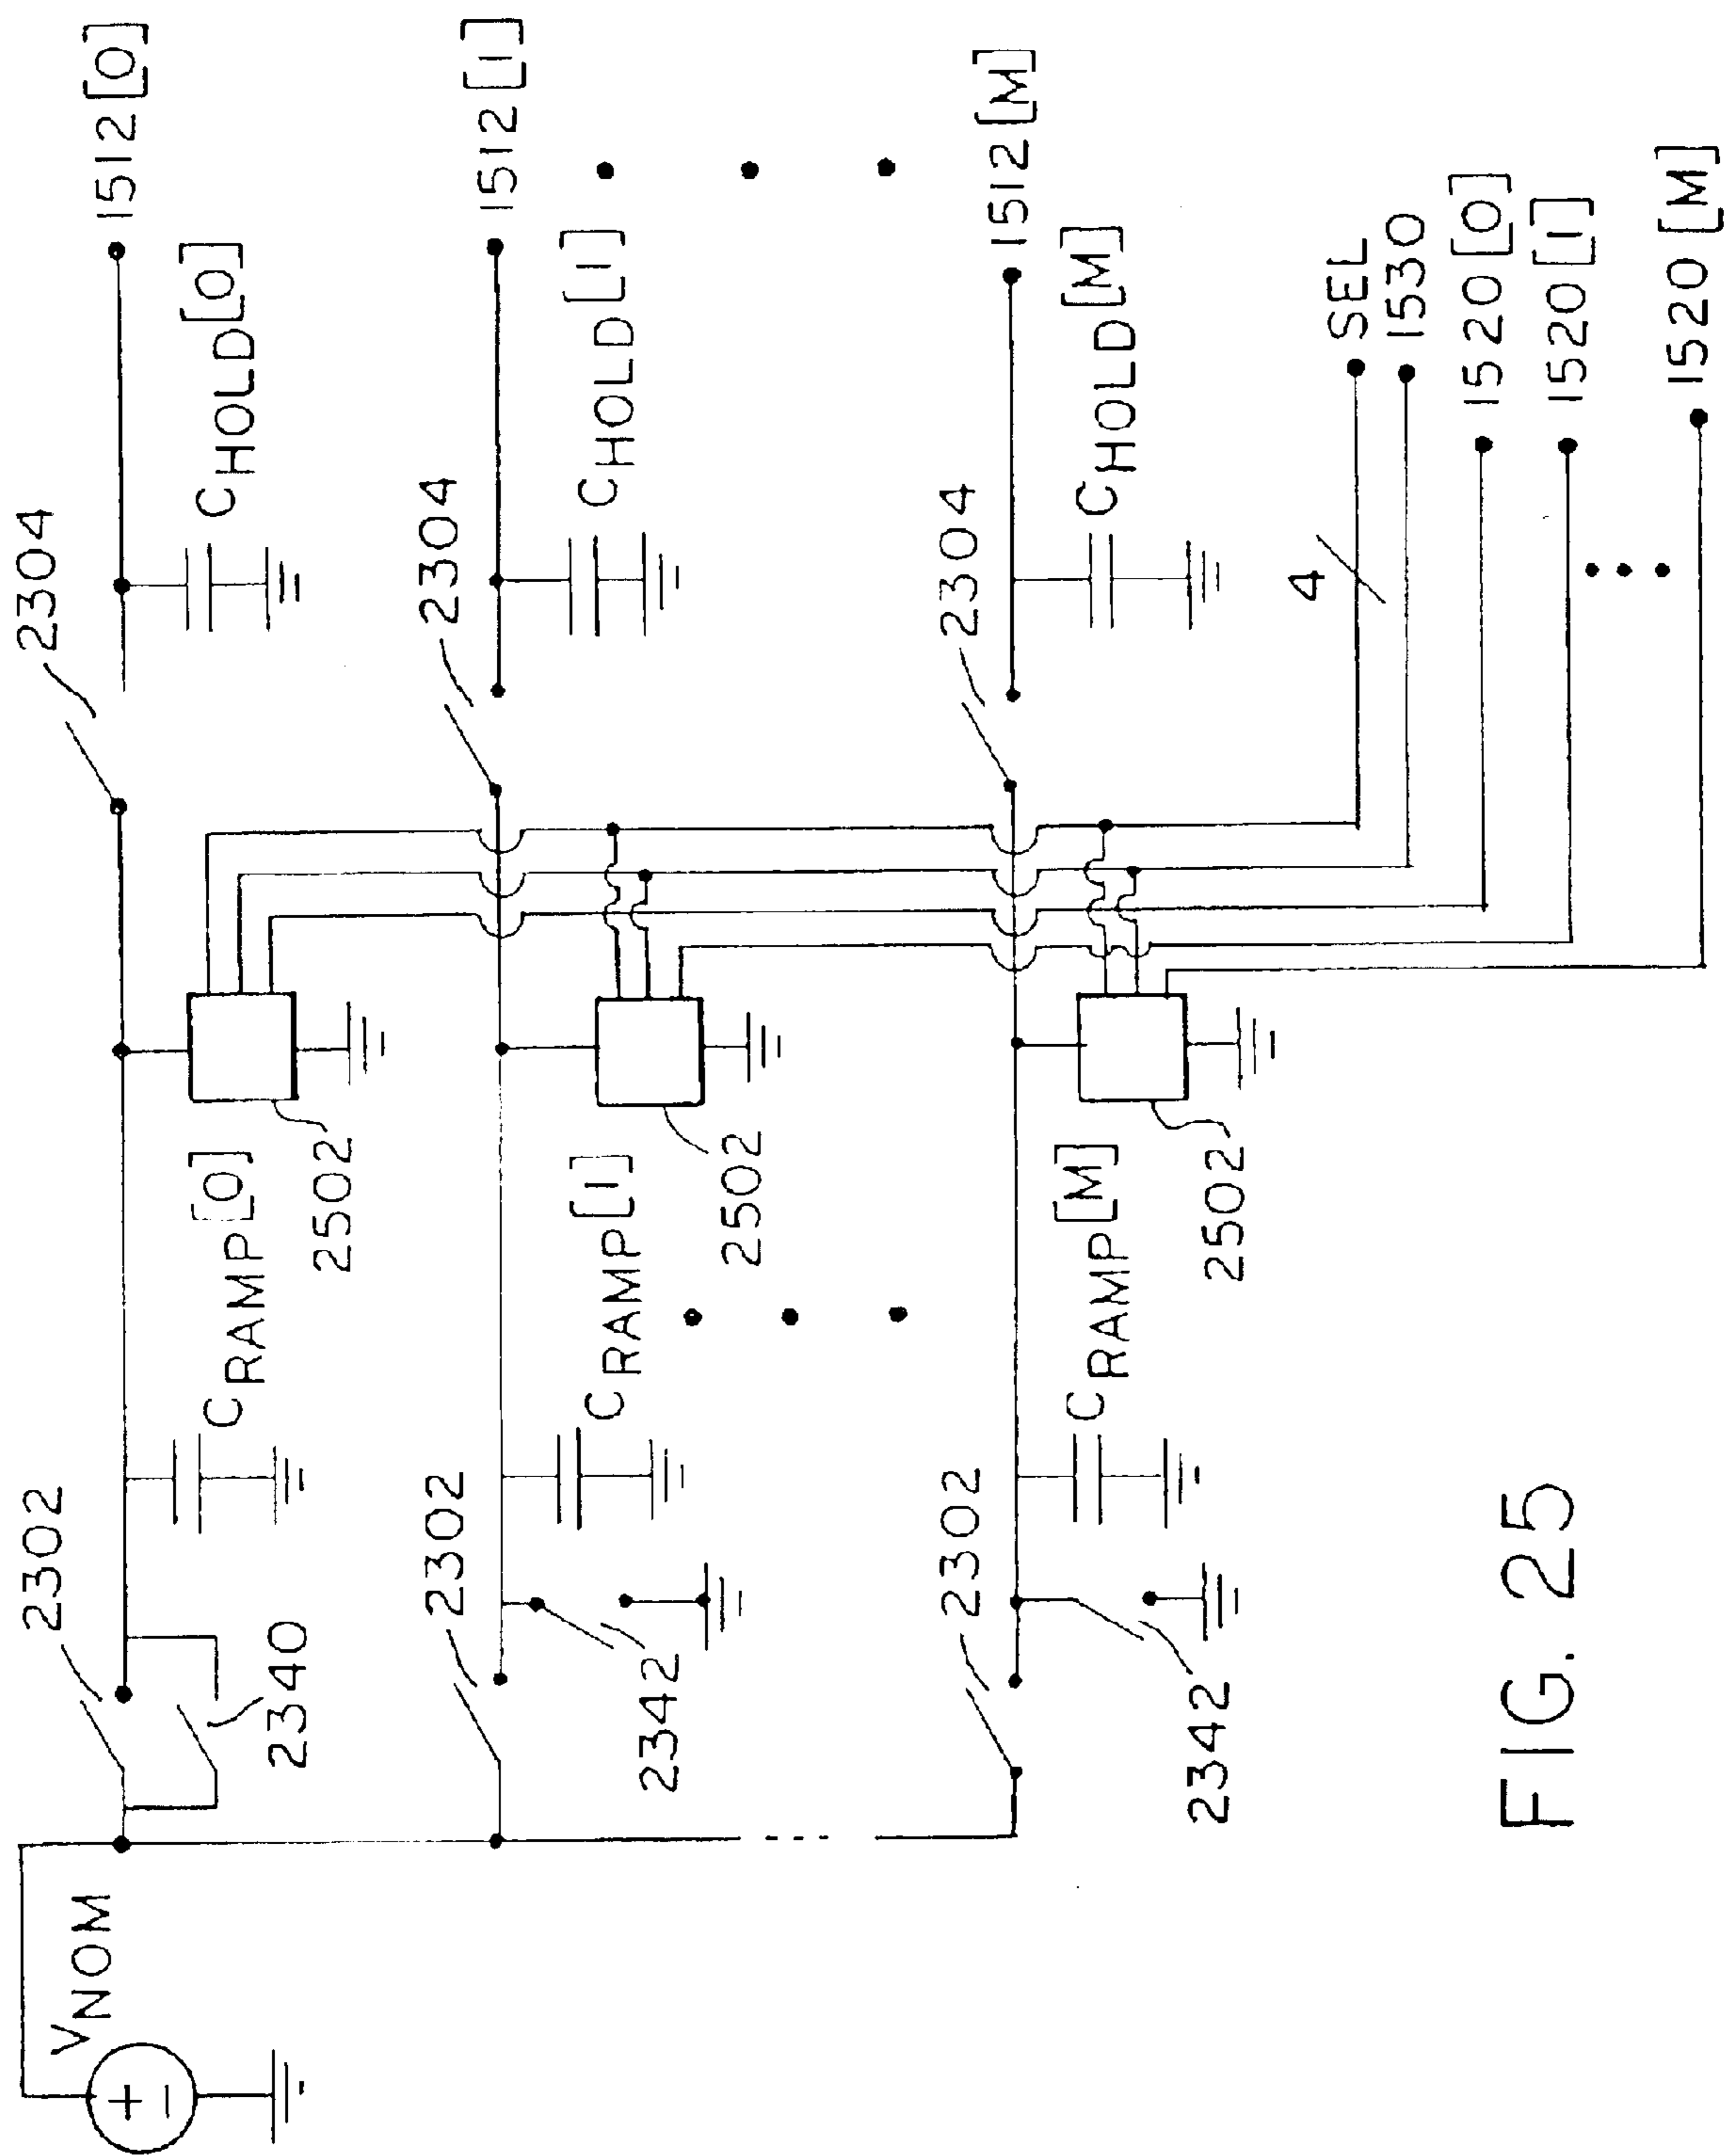 VNOM
2302
2340
CRAMP[0]
2502
2304
CHOLD[0]
1512[0]
2302
2342
CRAMP[1]
2502
2304
CHOLD[1]
1512[1]
2302
2342
CRAMP[M]
2502
2304
CHOLD[M]
1512[M]
4
SEL
1530
1520[0]
1520[1]
1520[M]
+
−
FIG. 25